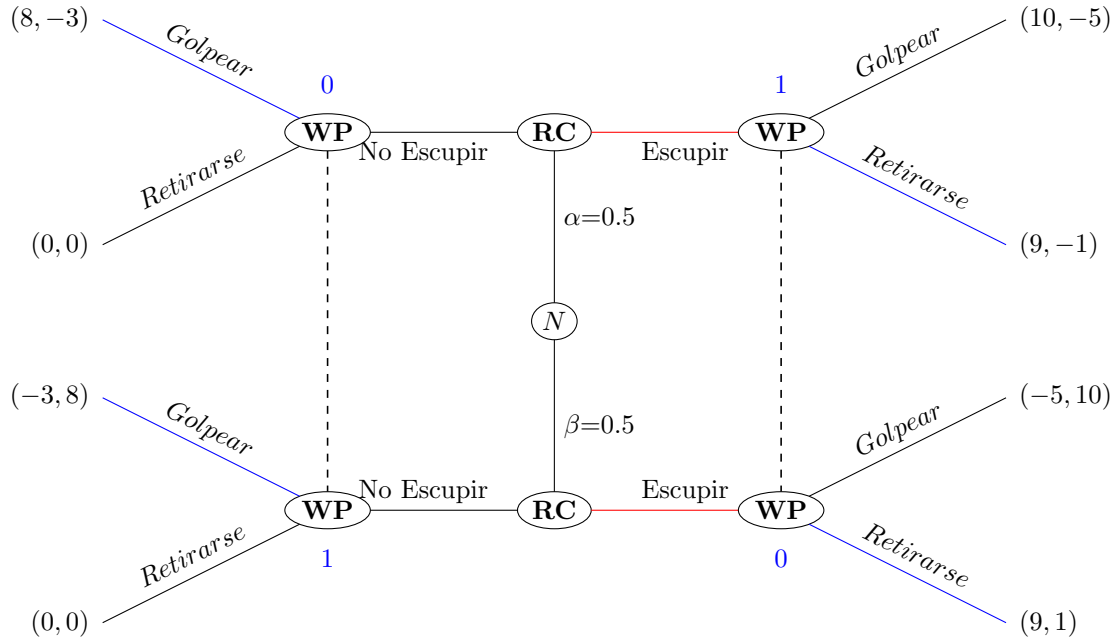 (8, −3)
(10, −5)
Golpear
Golpear
0
1
WP
RC
WP
No Escupir
Escupir
Retirarse
Retirarse
(0, 0)
(9, −1)
α=0.5
N
(−3, 8)
(−5, 10)
Golpear
β=0.5
Golpear
No Escupir
Escupir
WP
RC
WP
Retirarse
1
0
Retirarse
(0, 0)
(9, 1)